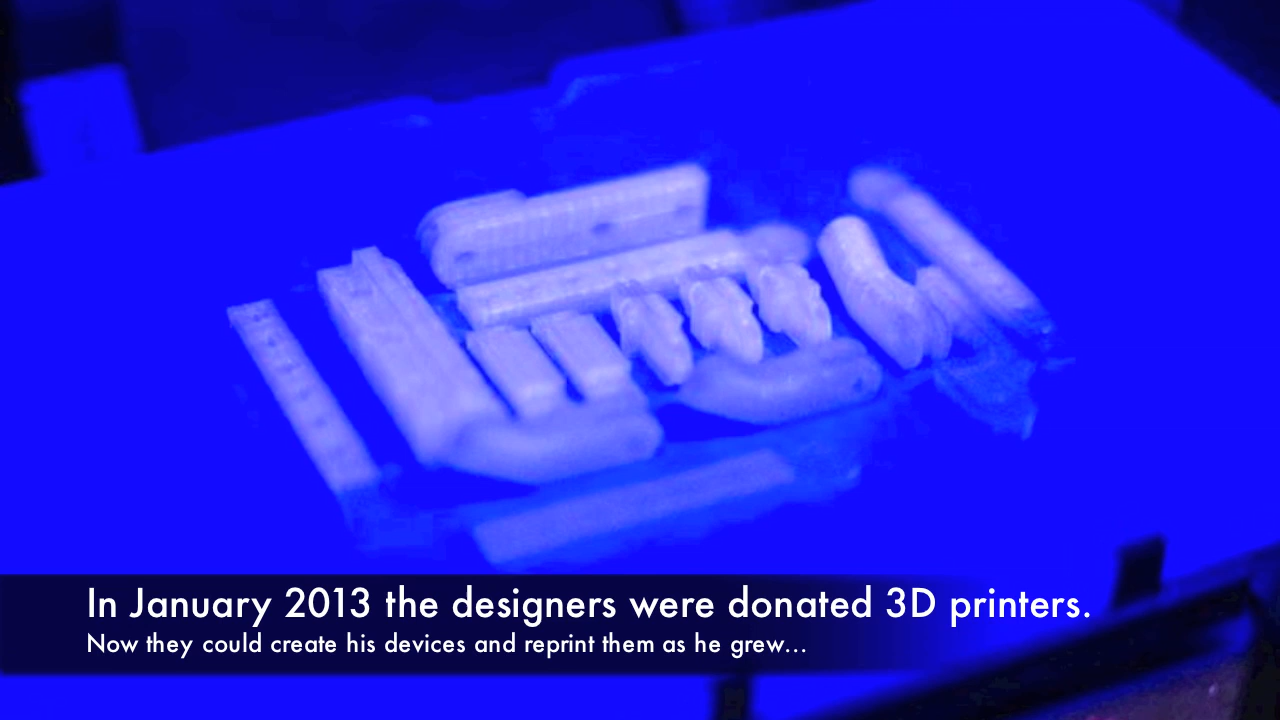 In January 2013 the designers were donated 3D printers.
Now they could create his devices and reprint them as he grew...